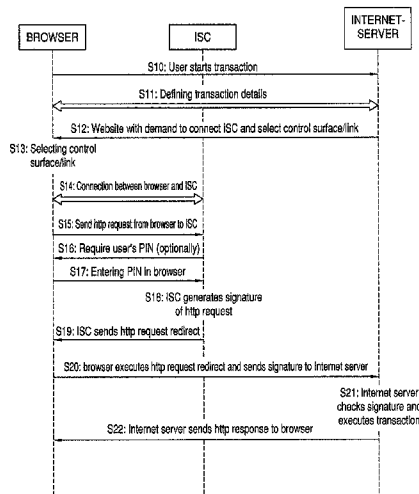 BROWSER
ISC
INTERNET-
SERVER
S10: User starts transaction
S11: Defining transaction details
S12: Website with demand to connect ISC and select control surface/link
S13: Selecting control
surface/link
S14: Connection between browser and ISC
S15: Send http request from browser to ISC
S16: Require user's PIN (optionally)
S17: Entering PIN in browser
S18: ISC generates signature
of http request
S19: ISC sends http request redirect
S20: browser executes http request redirect and sends signature to Internet server
S21: Internet server
checks signature and
executes transaction
S22: Internet server sends http response to browser